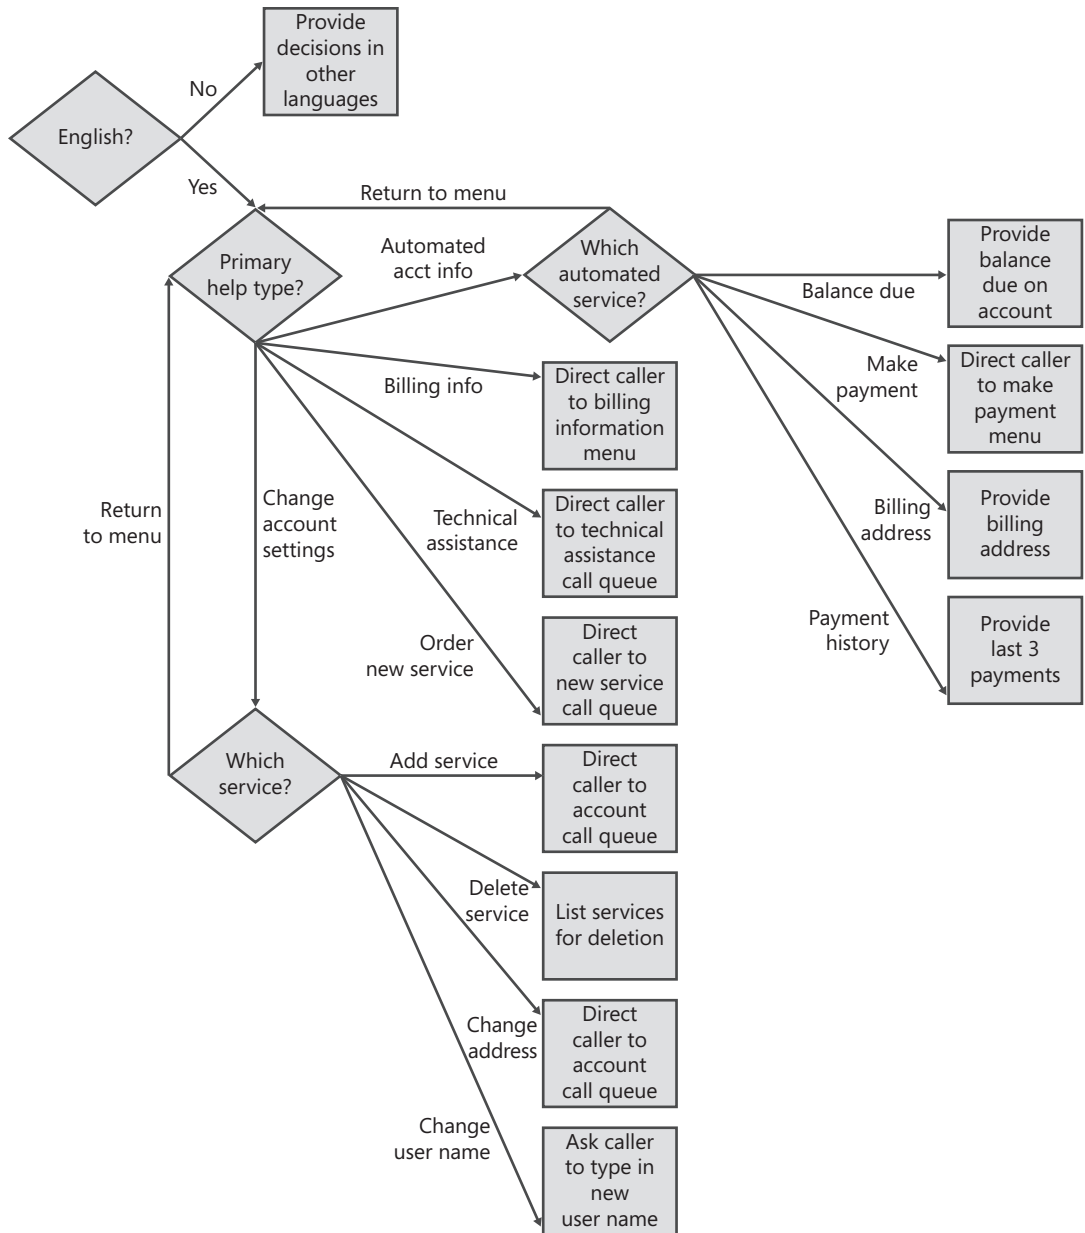 Provide
decisions in
other
languages
No
English?
Yes
Return to menu
Primary
help type?
Automated
acct info
Which
automated
service?
Balance due
Provide
balance
due on
account
Billing info
Direct caller
to billing
information
menu
Make
payment
Direct caller
to make
payment
menu
Return
to menu
Change
account
settings
Technical
assistance
Direct caller
to technical
assistance
call queue
Billing
address
Provide
billing
address
Order
new service
Direct
caller to
new service
call queue
Payment
history
Provide
last 3
payments
Which
service?
Add service
Direct
caller to
account
call queue
Delete
service
List services
for deletion
Change
address
Direct
caller to
account
call queue
Change
user name
Ask caller
to type in
new
user name